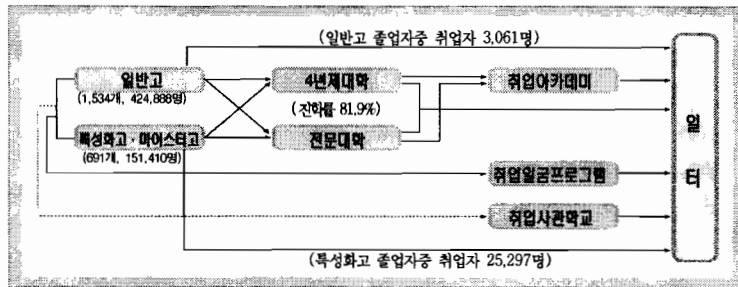 (일반고 졸업자중 취업자 3,061명)
일반고
(1,534개, 424,888명)
4년제대학
취업아카데미
(진학률 81.9%)
특성화고·마이스터고
(691개, 151,410명)
전문대학
일
터
취업일굼프로그램
취업사관학교
(특성화고 졸업자중 취업자 25,297명)